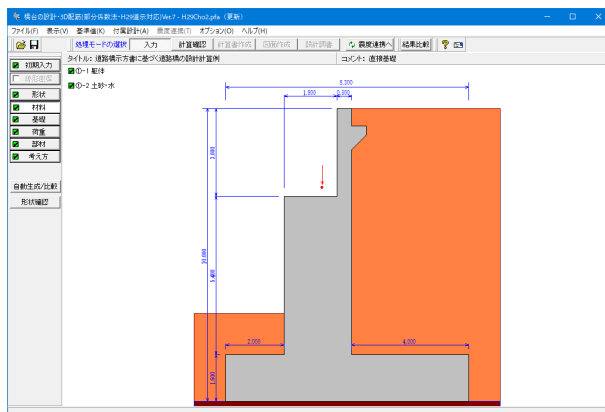 橋台の設計・3D配筋(部分係数法・H29道示対応)Ver.7 - H29Cho2.pfa（更新）
ファイル(F) 表示(V) 基準値(K) 付属設計(A) 震度連携(T) オプション(O) ヘルプ(H)
処理モードの選択 入力 計算確認 計算書作成 図面作成 設計調書 震度連携へ 結果比較 ?
タイトル: 道路橋示方書に基づく道路橋の設計計算例 コメント: 直接基礎
初期入力
形状
材料
基礎
荷重
部材
考え方
自動生成/比較
形状確認
①-1 躯体
①-2 土砂・水
8.300
1.800 0.500
3.000
10.000
5.400
2.000
4.000
1.600